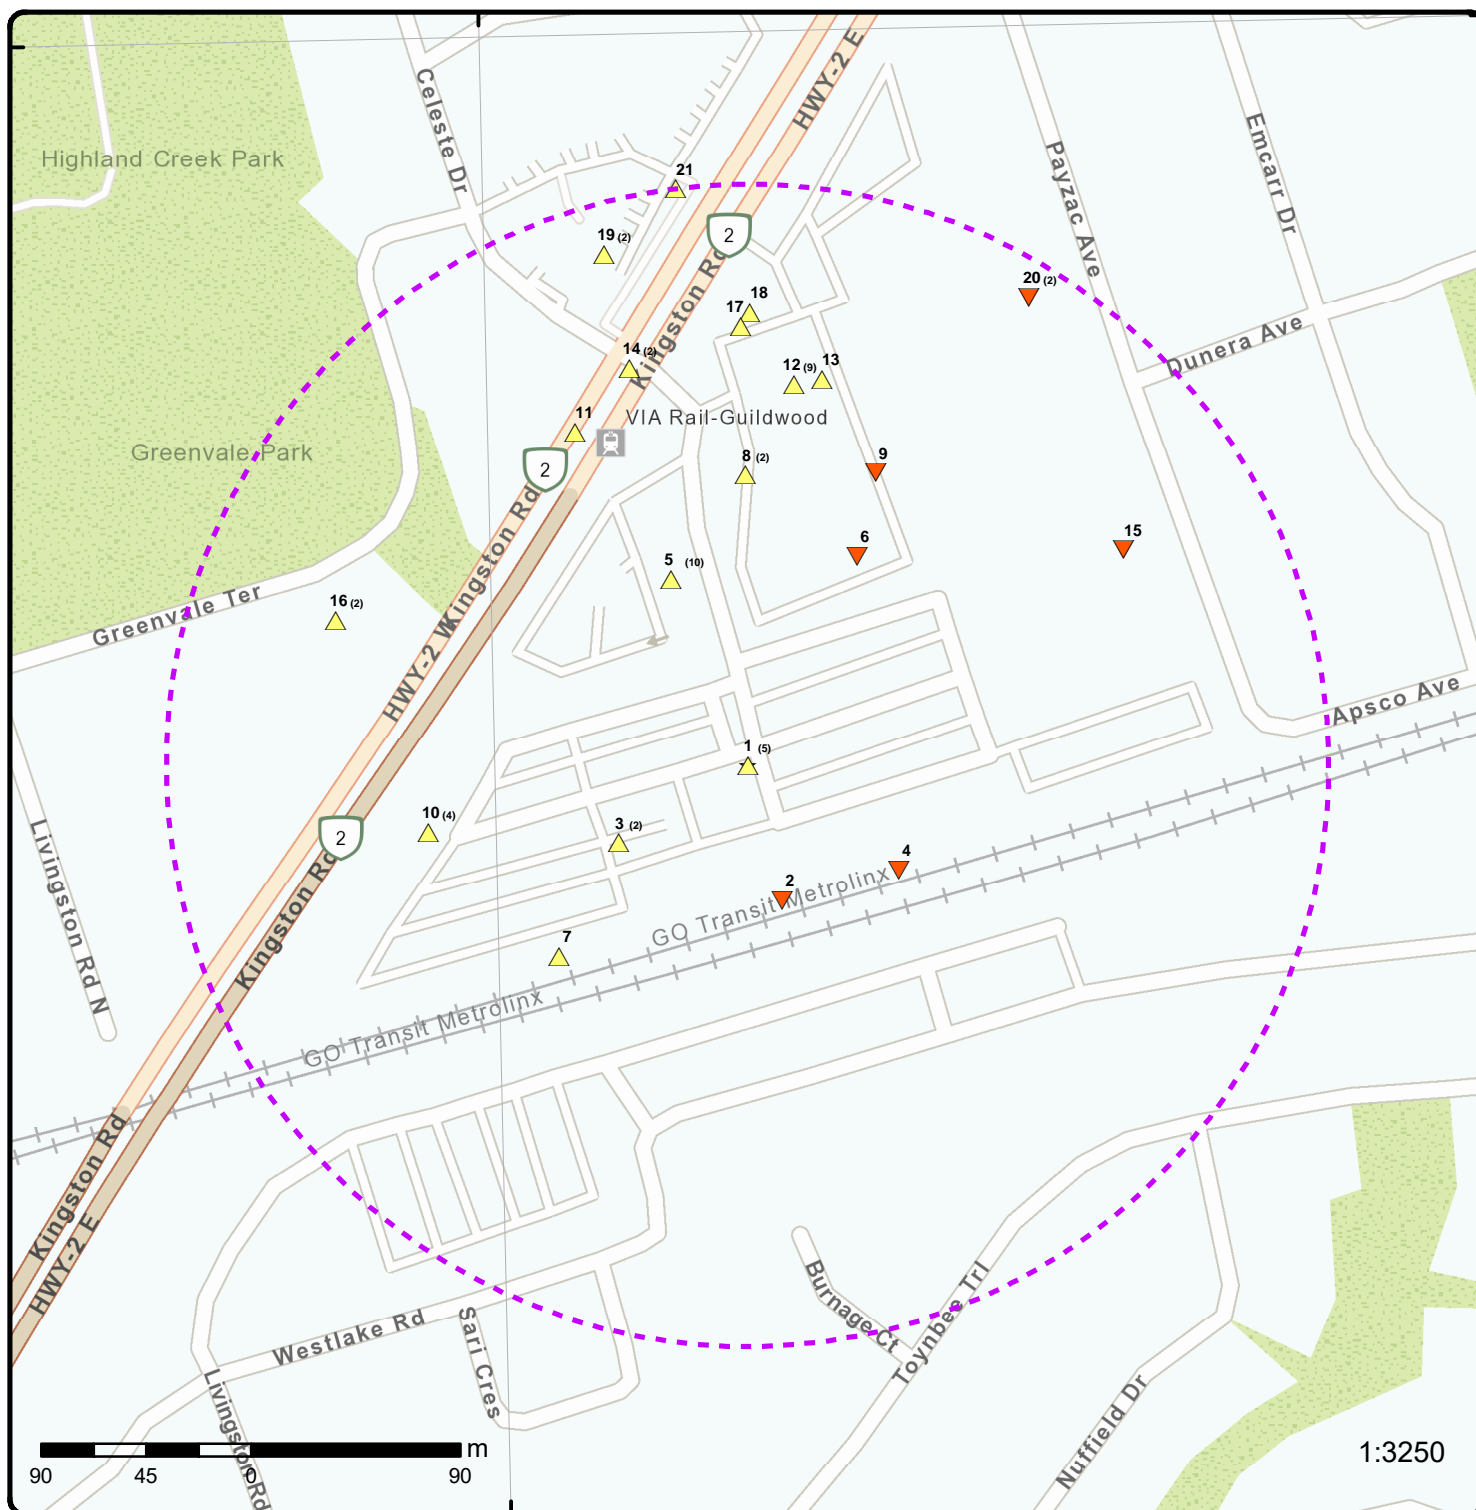 HWY-2 E
Celeste Dr
Highland Creek Park
Emcarr Dr
Payzac Ave
21
2
19 (2)
Kingston Rd
20 (2)
18
17
Dunera Ave
14 (2)
12 (9)
13
11
VIA Rail-Guildwood
Greenvale Park
2
8 (2)
9
Kingston Rd
6
15
5 (10)
16 (2)
Greenvale Ter
HWY-2 W
Apsco Ave
1 (5)
10 (4)
3 (2)
2
4
Livingston Rd N
Kingston Rd
2
GO Transit Metrolinx
7
GO Transit Metrolinx
Kingston Rd
HWY-2 E
Burnage Ct
Toynbee Trl
Westlake Rd
Sari Cres
Livingston Rd
Nuffield Dr
m
1:3250
90 45 0 90